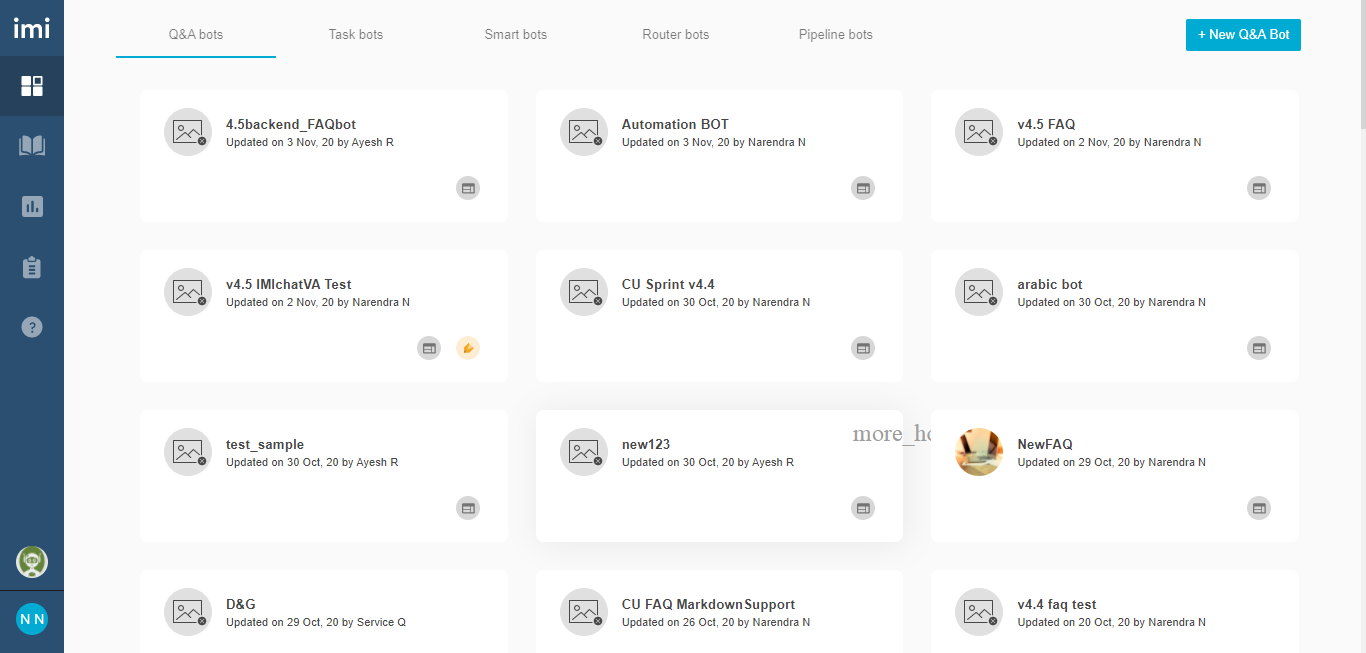 imi
Q&A bots
Task bots
Smart bots
Router bots
Pipeline bots
+ New Q&A Bot
4.5backend_FAQbot
Updated on 3 Nov, 20 by Ayesh R
Automation BOT
Updated on 3 Nov, 20 by Narendra N
v4.5 FAQ
Updated on 2 Nov, 20 by Narendra N
v4.5 IMIchatVA Test
Updated on 2 Nov, 20 by Narendra N
CU Sprint v4.4
Updated on 30 Oct, 20 by Narendra N
arabic bot
Updated on 30 Oct, 20 by Narendra N
?
test_sample
Updated on 30 Oct, 20 by Ayesh R
new123
Updated on 30 Oct, 20 by Ayesh R
more_ho
NewFAQ
Updated on 29 Oct, 20 by Narendra N
D&G
Updated on 29 Oct, 20 by Service Q
CU FAQ Markdown Support
Updated on 26 Oct, 20 by Narendra N
v4.4 faq test
Updated on 20 Oct, 20 by Narendra N
N N